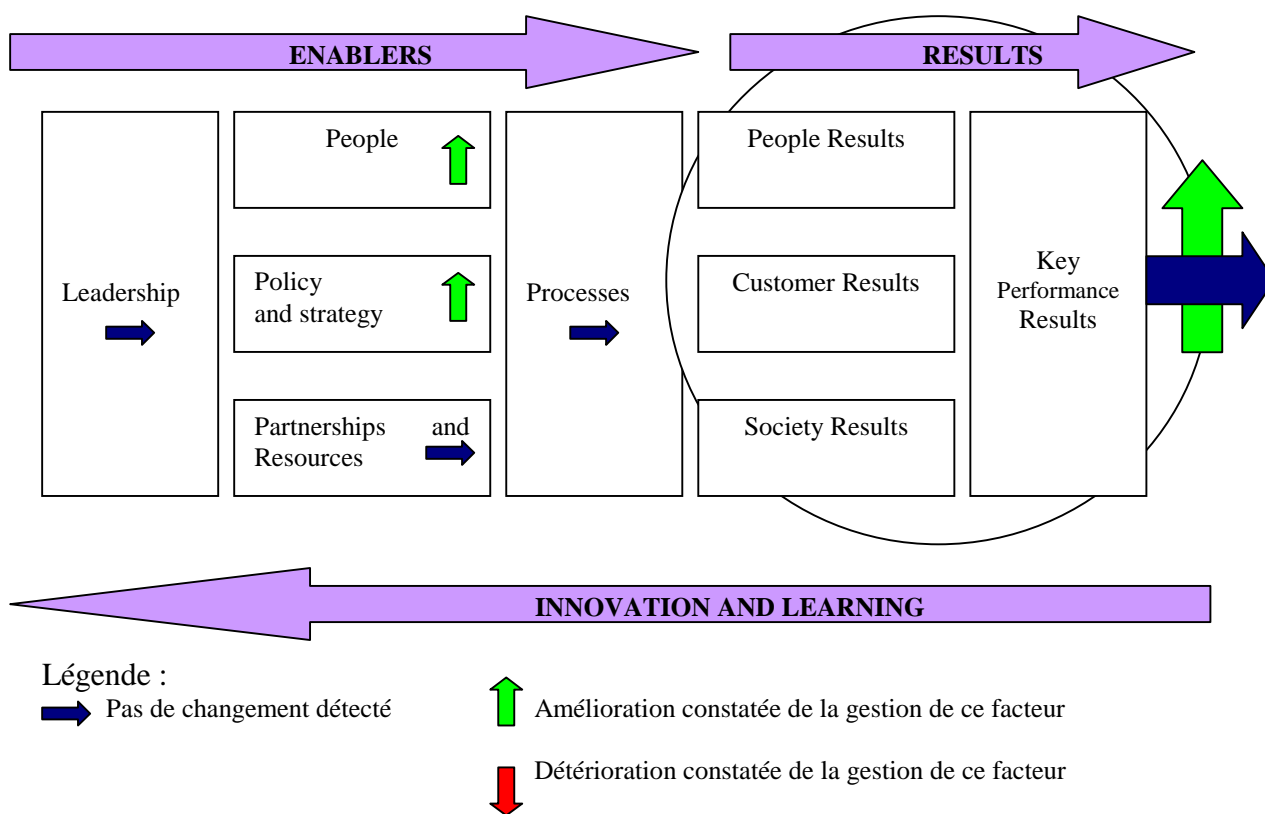 ENABLERS
RESULTS
Leadership
People
Policy
and strategy
Partnerships and
Resources
Processes
People Results
Customer Results
Society Results
Key
Performance
Results
INNOVATION AND LEARNING
Légende :
Pas de changement détecté
Amélioration constatée de la gestion de ce facteur
Détérioration constatée de la gestion de ce facteur